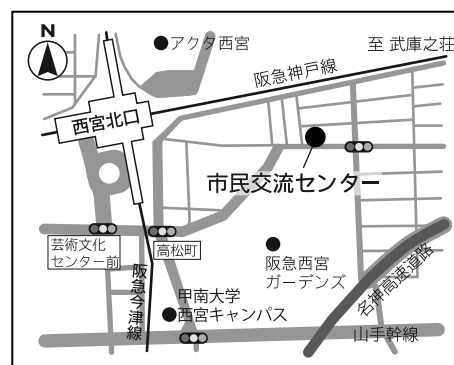 N
アクタ西宮
至 武庫之荘
阪急神戸線
西宮北口
市民交流センター
芸術文化
センター前
高松町
阪急西宮
ガーデンズ
阪急今津線
甲南大学
西宮キャンパス
名神高速道路
山手幹線